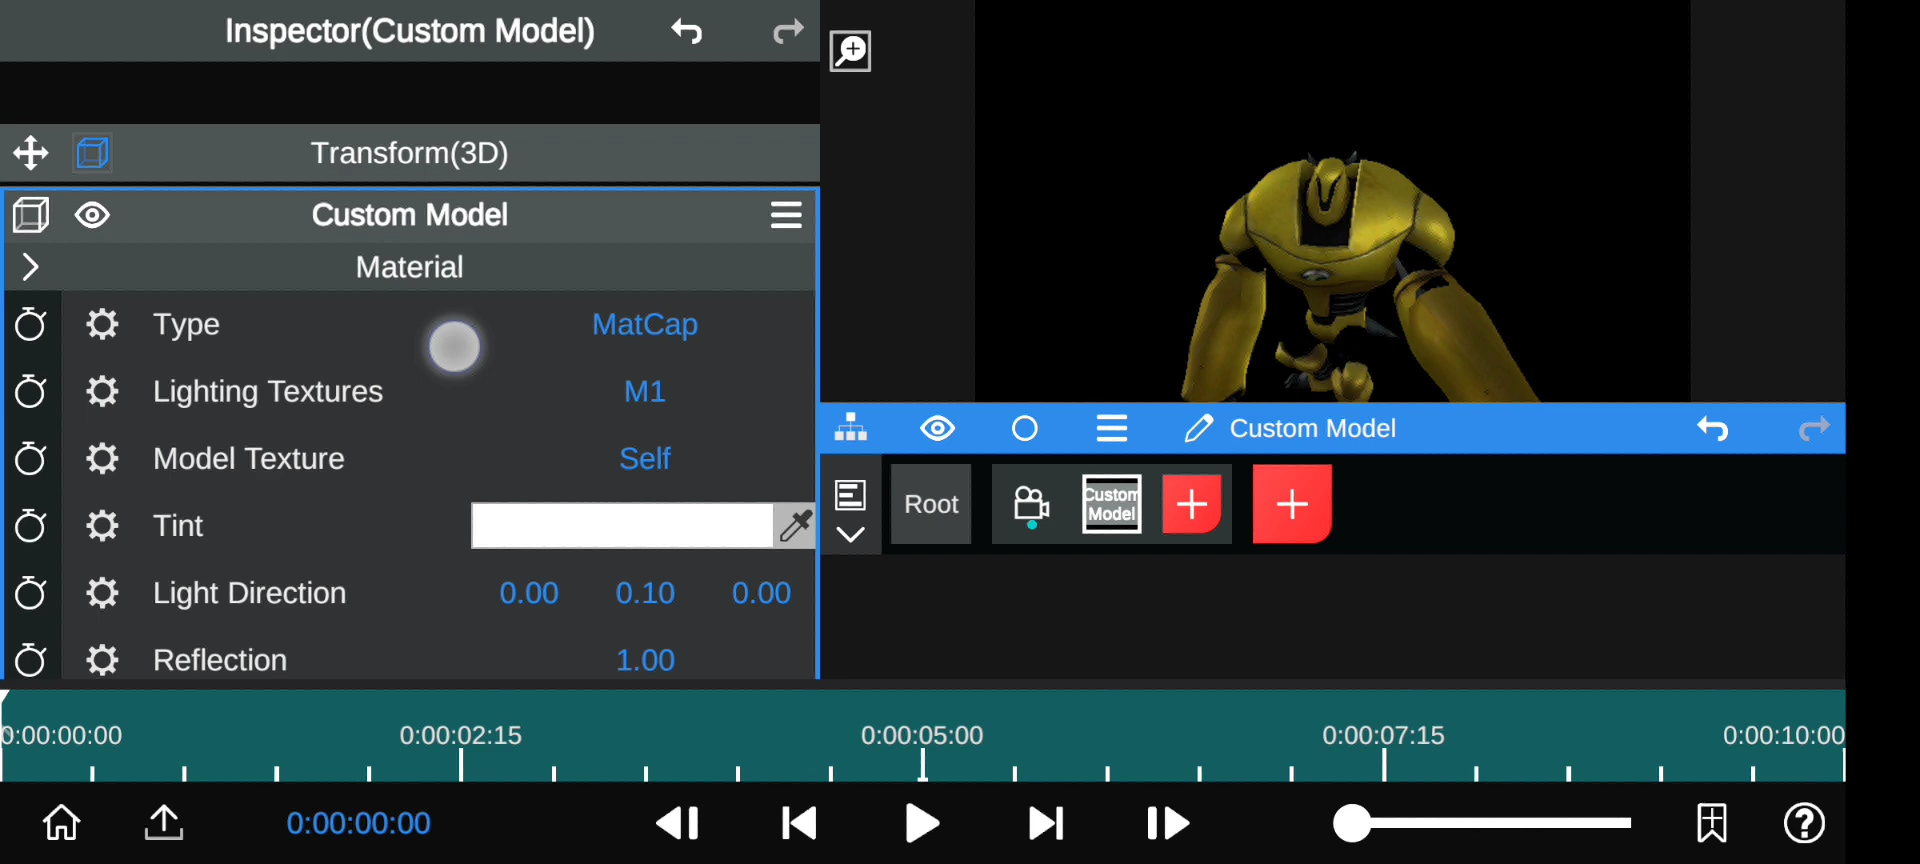 Inspector(Custom Model)
Transform(3D)
Custom Model
Material
Type MatCap
Lighting Textures M1
Model Texture Self
Tint
Light Direction 0.00 0.10 0.00
Reflection 1.00
Custom Model
Root
Custom
Model
0:00:00:00 0:00:02:15 0:00:05:00 0:00:07:15 0:00:10:00
0:00:00:00